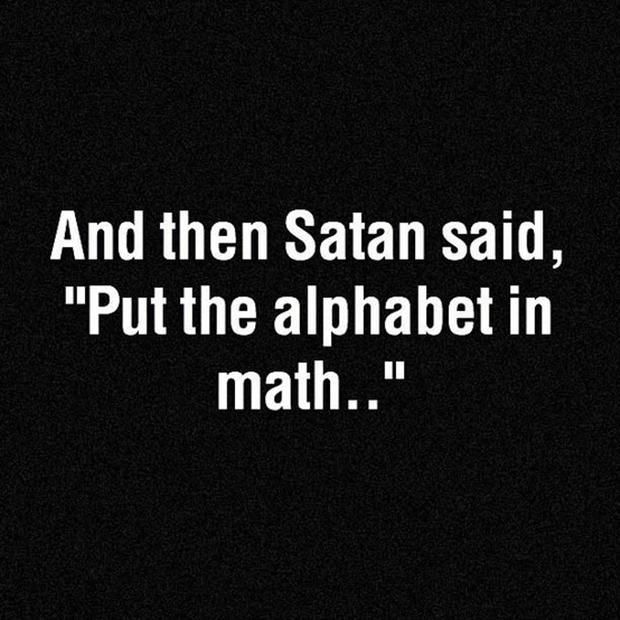 And then Satan said,
"Put the alphabet in
math.."